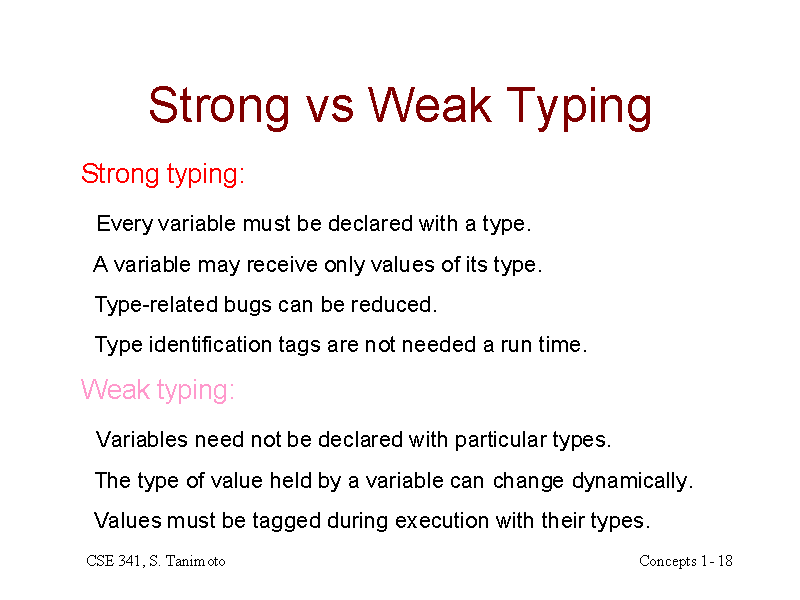 Strong vs Weak Typing
Strong typing:
Every variable must be declared with a type.
A variable may receive only values of its type.
Type-related bugs can be reduced.
Type identification tags are not needed a run time.
Weak typing:
Variables need not be declared with particular types.
The type of value held by a variable can change dynamically.
Values must be tagged during execution with their types.
CSE 341, S. Tanimoto
Concepts 1- 18